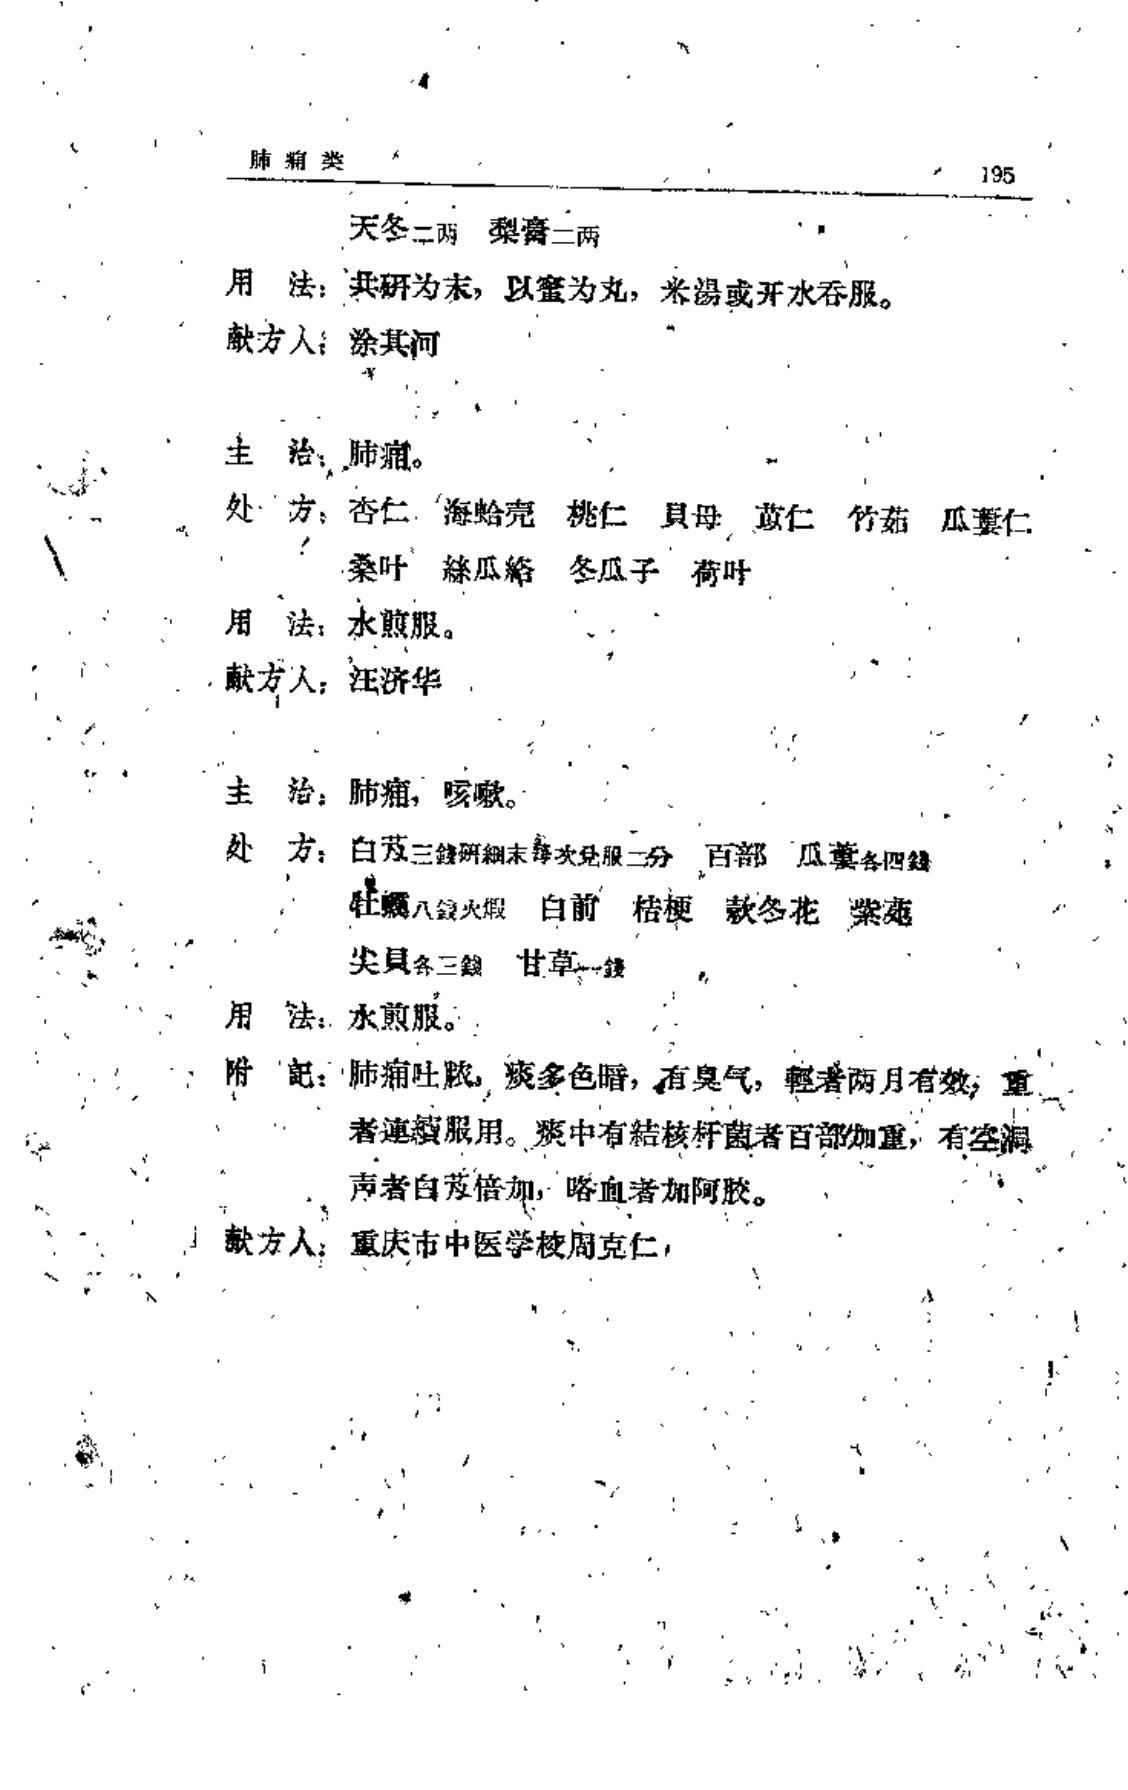 肺痈类 195
天冬二两 梨膏二两
用 法：共研为末，以蜜为丸，米湯或开水吞服。
献方人：涂其河
主 治：肺痈。
处 方：杏仁 海蛤壳 桃仁 貝母 苡仁 竹茹 瓜蔞仁
桑叶 絲瓜絡 冬瓜子 荷叶
用 法：水煎服。
献方人：汪济华
主 治：肺痈，咳嗽。
处 方：白芨三錢研細末每次兑服二分 百部 瓜蔞各四錢
牡蠣八錢火煅 白前 桔梗 款冬花 紫菀
尖貝各三錢 甘草一錢
用 法：水煎服。
附 記：肺痈吐脓，痰多色暗，有臭气，輕者两月有效，重
者連續服用。痰中有結核杆菌者百部加重，有空洞
声者白芨倍加，咯血者加阿胶。
献方人：重庆市中医学校周克仁